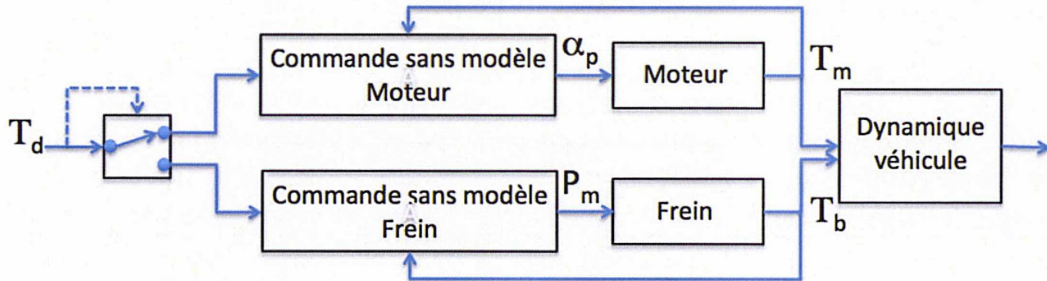 Commande sans modèle
Moteur
α_p
Moteur
T_m
T_d
Dynamique
véhicule
Commande sans modèle
Frein
P_m
Frein
T_b